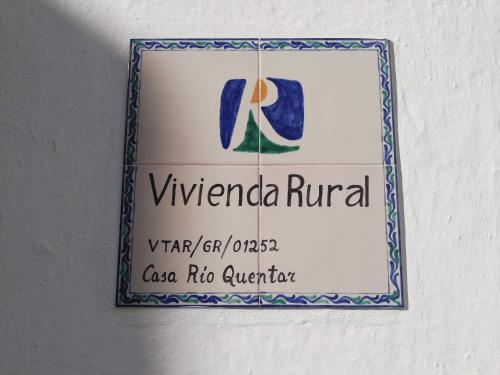 R
Vivienda Rural
VTAR/GR/01252
Casa Río Quentar